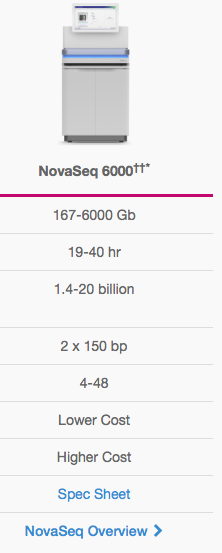 NovaSeq 6000††*
167-6000 Gb
19-40 hr
1.4-20 billion
2 x 150 bp
4-48
Lower Cost
Higher Cost
Spec Sheet
NovaSeq Overview